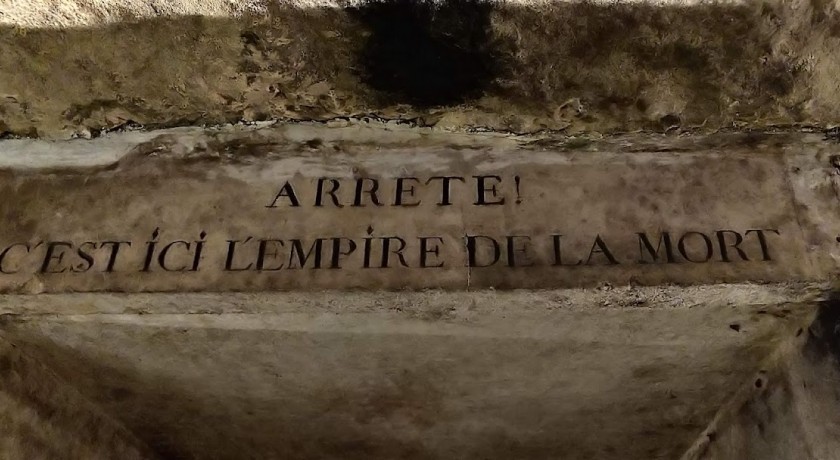 ARRETE!
C'EST iCi L'EMPiRE DE LA MORT